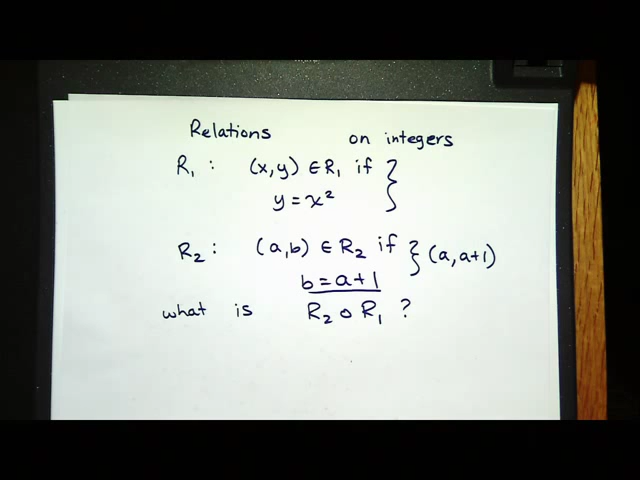 Relations on integers
R₁ : (x,y) ∈ R₁ if }
y = x²
R₂ : (a,b) ∈ R₂ if } (a, a+1)
b = a + 1
what is R₂ ∘ R₁ ?